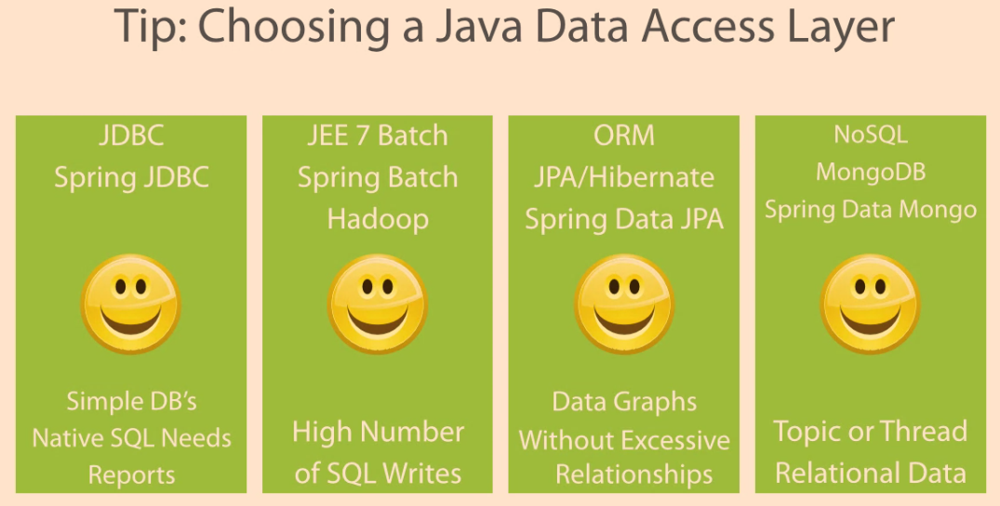 Tip: Choosing a Java Data Access Layer
JDBC
Spring JDBC
Simple DB's
Native SQL Needs
Reports
JEE 7 Batch
Spring Batch
Hadoop
High Number
of SQL Writes
ORM
JPA/Hibernate
Spring Data JPA
Data Graphs
Without Excessive
Relationships
NoSQL
MongoDB
Spring Data Mongo
Topic or Thread
Relational Data